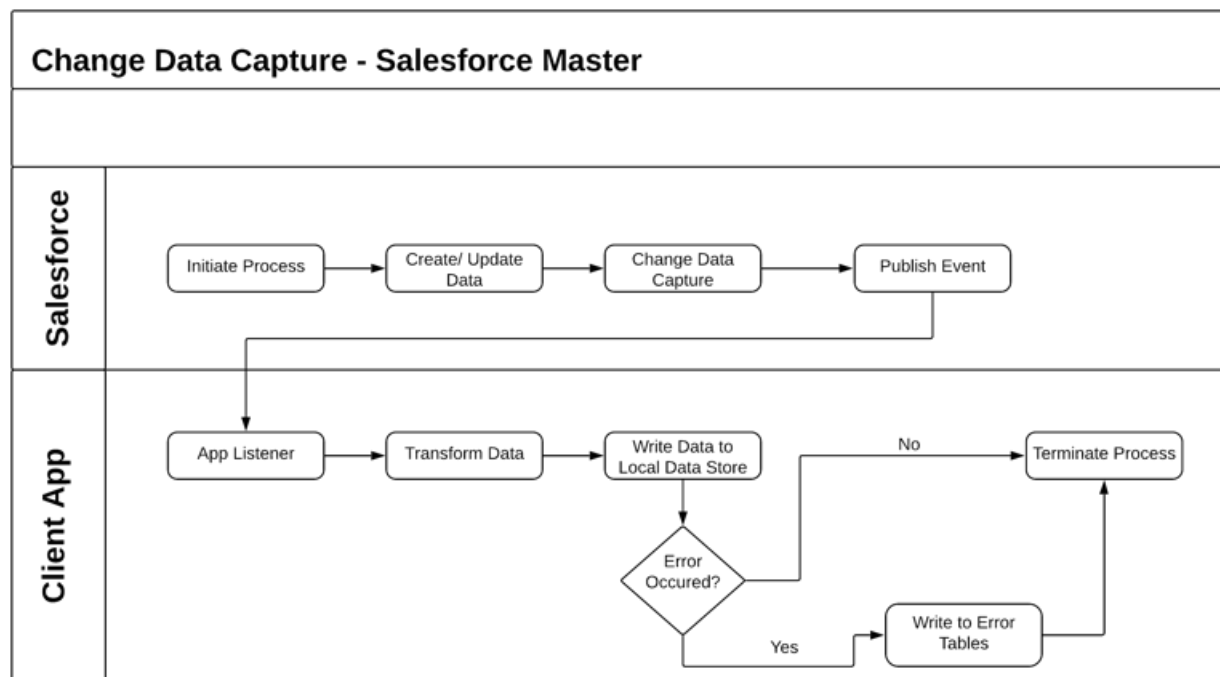 Change Data Capture - Salesforce Master
Salesforce
Initiate Process
Create/ Update
Data
Change Data
Capture
Publish Event
Client App
App Listener
Transform Data
Write Data to
Local Data Store
No
Terminate Process
Error
Occured?
Yes
Write to Error
Tables